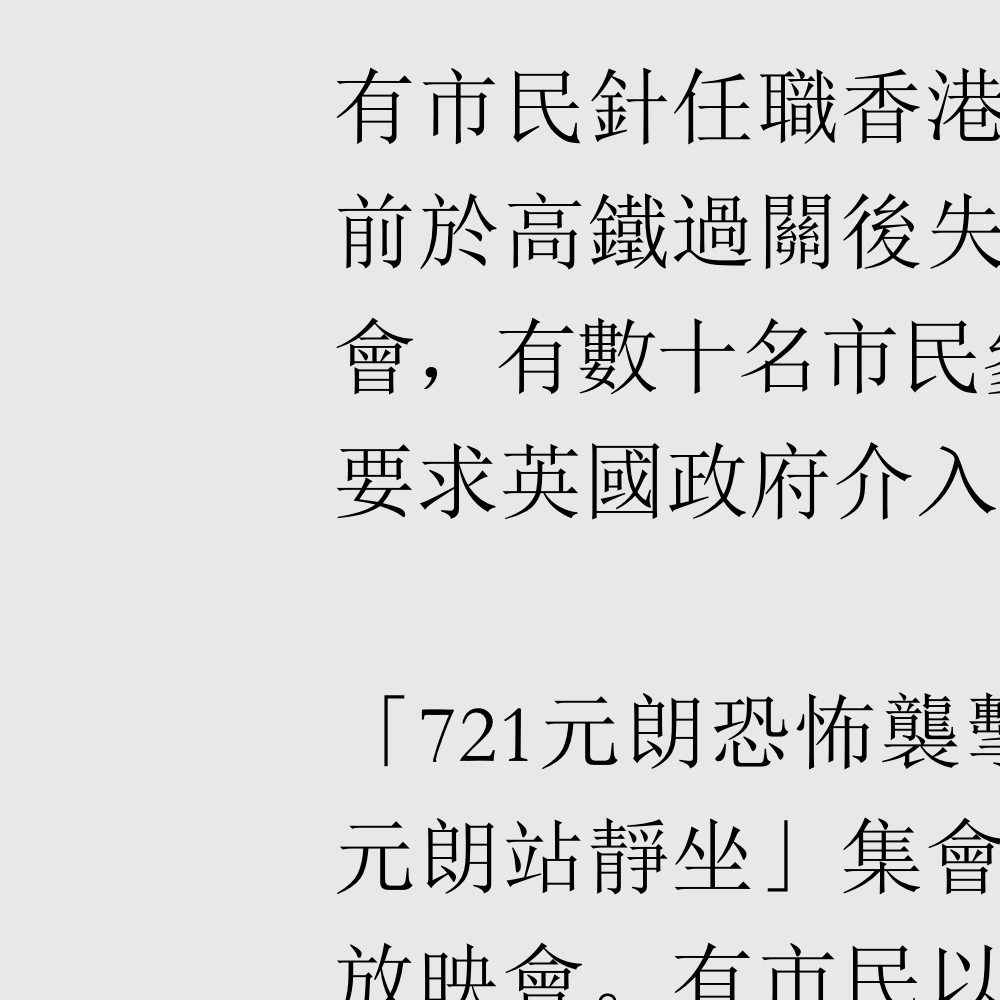 有市民針任職香港
前於高鐵過關後失
會，有數十名市民
要求英國政府介入
「721元朗恐怖襲擊
元朗站靜坐」集會
放映會。有市民以